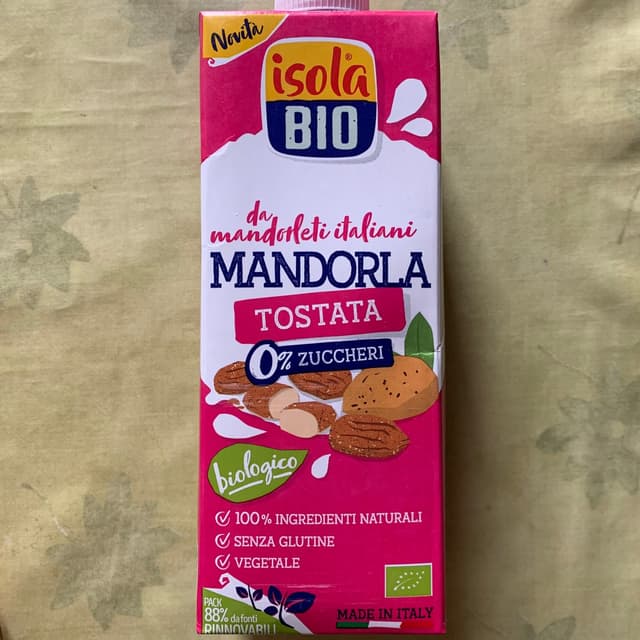 Novità
isola®
BIO
da
mandorleti italiani
MANDORLA
TOSTATA
0% ZUCCHERI
biologico
100% INGREDIENTI NATURALI
SENZA GLUTINE
VEGETALE
PACK
88% da fonti
RINNOVABILI
MADE IN ITALY